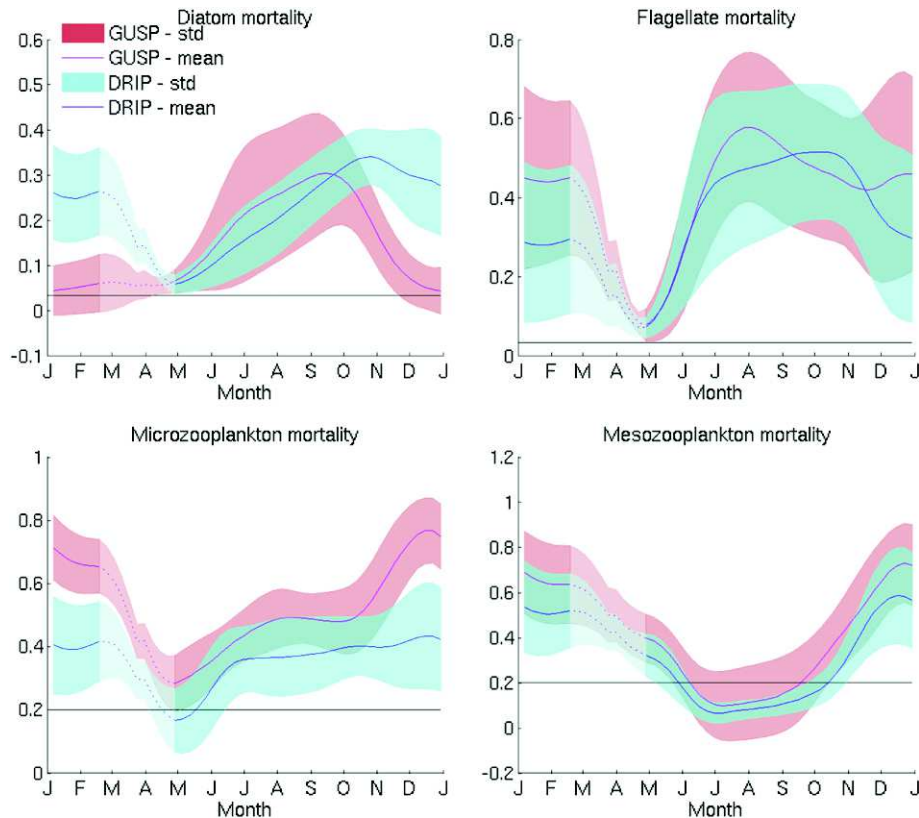 Diatom mortality
0.6
0.5
0.4
0.3
0.2
0.1
0
-0.1
GUSP - std
GUSP - mean
DRIP - std
DRIP - mean
J F M A M J J A S O N D J
Month
Flagellate mortality
0.8
0.6
0.4
0.2
0
J F M A M J J A S O N D J
Month
Microzooplankton mortality
1
0.8
0.6
0.4
0.2
0
J F M A M J J A S O N D J
Month
Mesozooplankton mortality
1.2
1
0.8
0.6
0.4
0.2
0
-0.2
J F M A M J J A S O N D J
Month